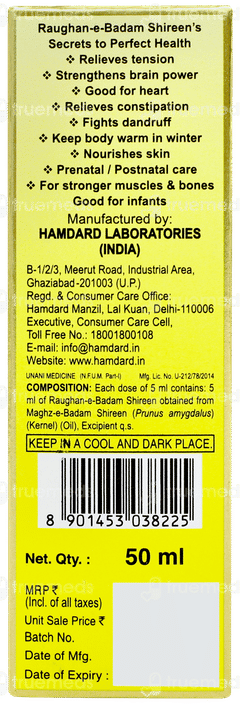 Raughan-e-Badam Shireen's
Secrets to Perfect Health
❖ Relieves tension
❖ Strengthens brain power
❖ Good for heart
❖ Relieves constipation
❖ Fights dandruff
❖ Keep body warm in winter
❖ Nourishes skin
❖ Prenatal / Postnatal care
❖ For stronger muscles & bones
Good for infants
Manufactured by:
HAMDARD LABORATORIES
(INDIA)
B-1/2/3, Meerut Road, Industrial Area,
Ghaziabad-201003 (U.P.)
Regd. & Consumer Care Office:
Hamdard Manzil, Lal Kuan, Delhi-110006
Executive, Consumer Care Cell,
Toll Free No.: 18001800108
E-mail: info@hamdard.in
Website: www.hamdard.in
UNANI MEDICINE (N.F.U.M. Part-I) Mfg. Lic. No. U-212/78/2014
COMPOSITION: Each dose of 5 ml contains: 5
ml of Raughan-e-Badam Shireen obtained from
Maghz-e-Badam Shireen (Prunus amygdalus)
(Kernel) (Oil), Excipient q.s.
KEEP IN A COOL AND DARK PLACE.
8 901453 038225
Net. Qty. : 50 ml
MRP ₹
(Incl. of all taxes)
Unit Sale Price ₹
Batch No.
Date of Mfg.
Date of Expiry :